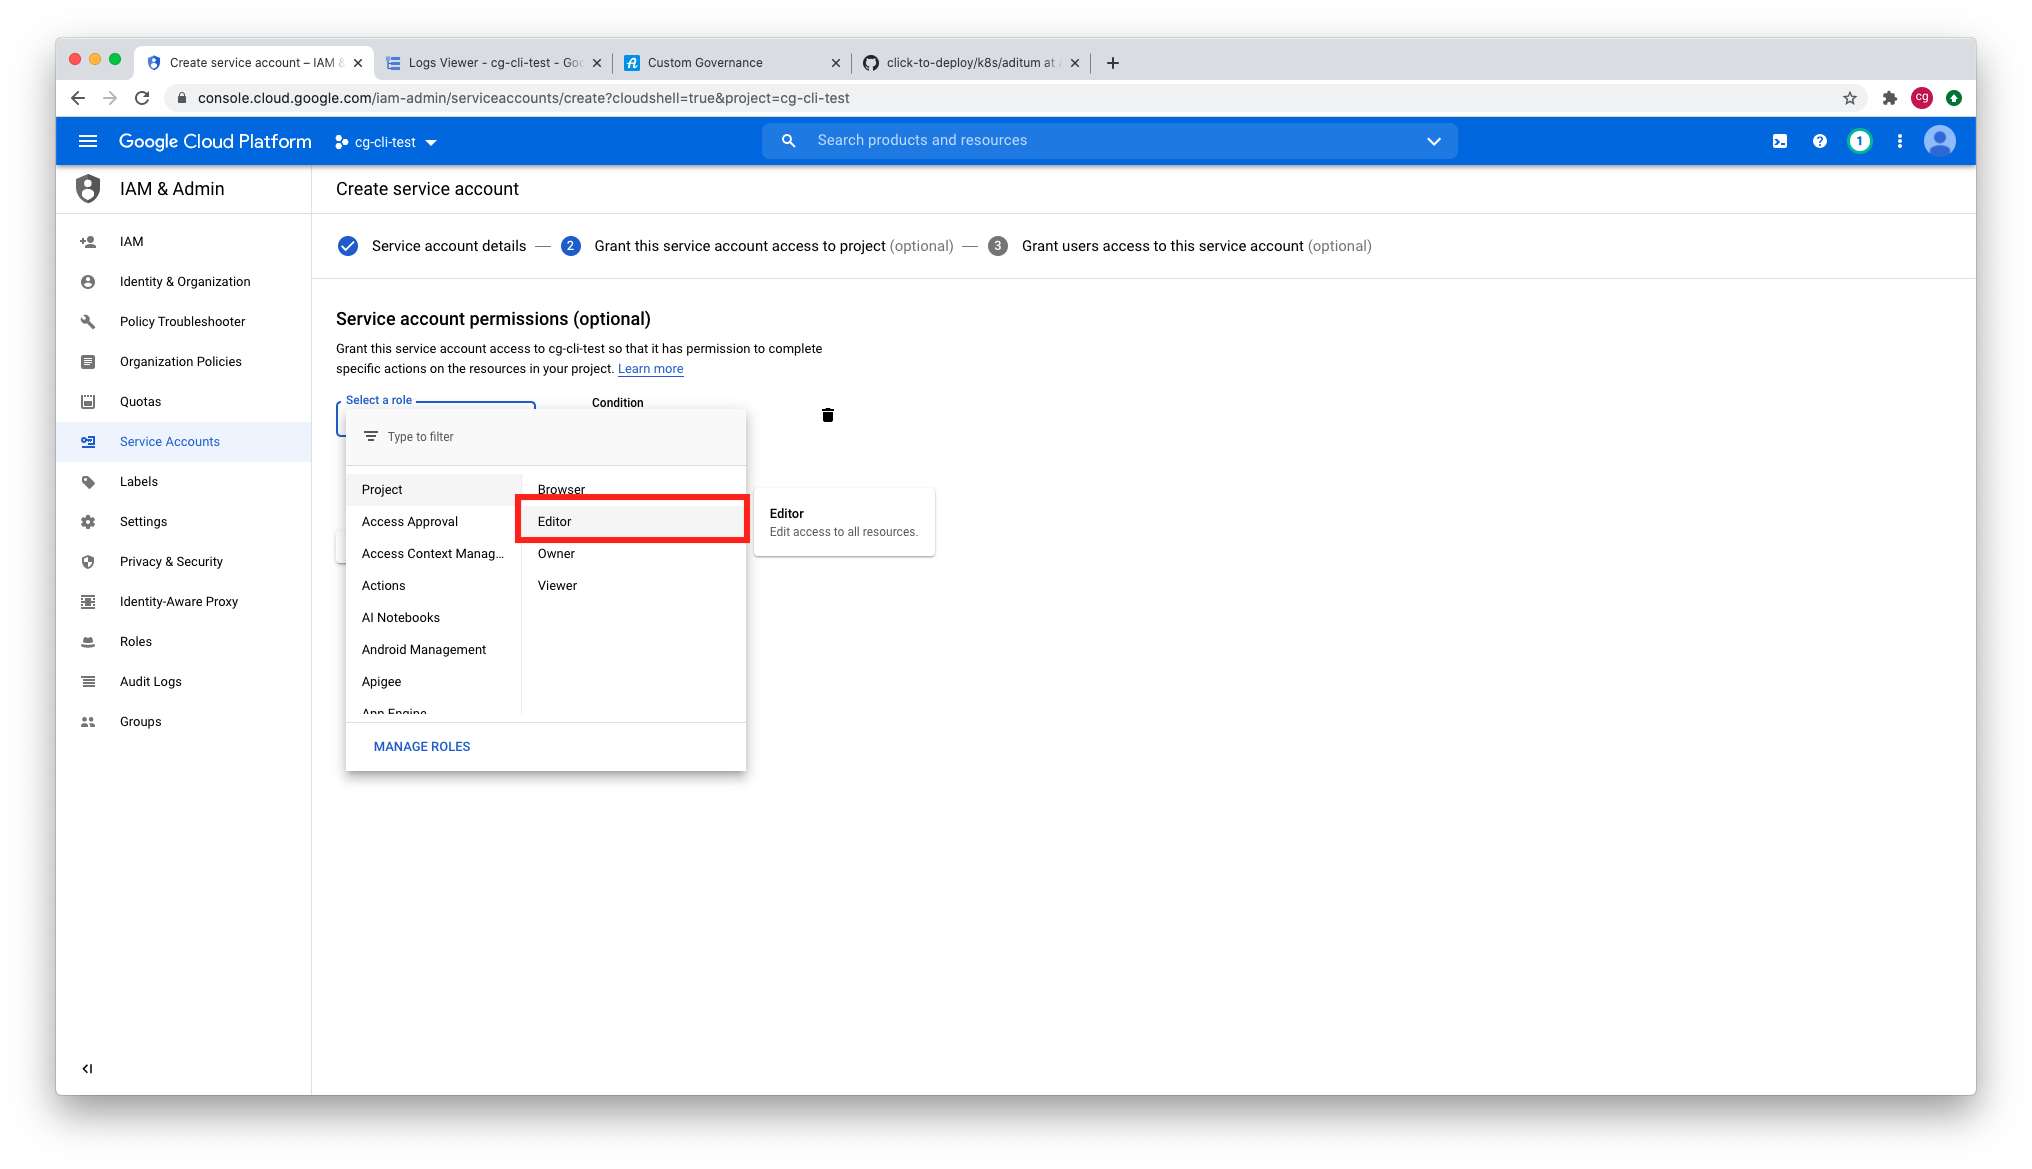 Create service account – IAM &
Logs Viewer - cg-cli-test - Goo
Custom Governance
click-to-deploy/k8s/aditum at
console.cloud.google.com/iam-admin/serviceaccounts/create?cloudshell=true&project=cg-cli-test
cg
Google Cloud Platform
cg-cli-test
Search products and resources
1
IAM & Admin
Create service account
IAM
Identity & Organization
Policy Troubleshooter
Organization Policies
Quotas
Service Accounts
Labels
Settings
Privacy & Security
Identity-Aware Proxy
Roles
Audit Logs
Groups
Service account details — 2 Grant this service account access to project (optional) — 3 Grant users access to this service account (optional)
Service account permissions (optional)
Grant this service account access to cg-cli-test so that it has permission to complete
specific actions on the resources in your project. Learn more
Select a role
Condition
Type to filter
Project
Access Approval
Access Context Manag...
Actions
AI Notebooks
Android Management
Apigee
App Engine
Browser
Editor
Owner
Viewer
MANAGE ROLES
Editor
Edit access to all resources.